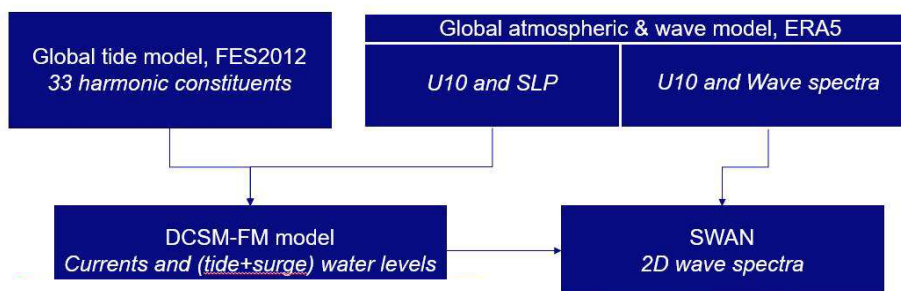 Global tide model, FES2012
33 harmonic constituents
Global atmospheric & wave model, ERA5
U10 and SLP
U10 and Wave spectra
DCSM-FM model
Currents and (tide+surge) water levels
SWAN
2D wave spectra